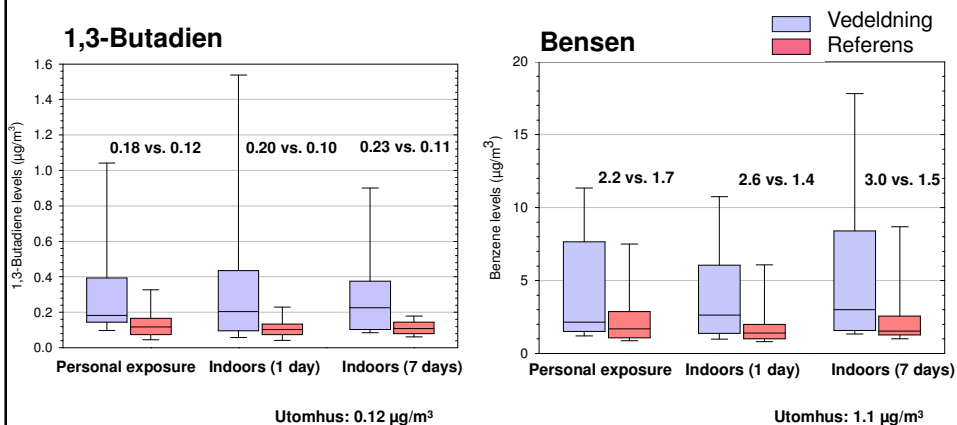 1,3-Butadien
1,3-Butadiene levels (µg/m³)
1.6
1.4
1.2
1.0
0.8
0.6
0.4
0.2
0.0
0.18 vs. 0.12
0.20 vs. 0.10
0.23 vs. 0.11
Personal exposure
Indoors (1 day)
Indoors (7 days)
Utomhus: 0.12 µg/m³
Vedeldning
Referens
Bensen
Benzene levels (µg/m³)
20
15
10
5
0
2.2 vs. 1.7
2.6 vs. 1.4
3.0 vs. 1.5
Personal exposure
Indoors (1 day)
Indoors (7 days)
Utomhus: 1.1 µg/m³